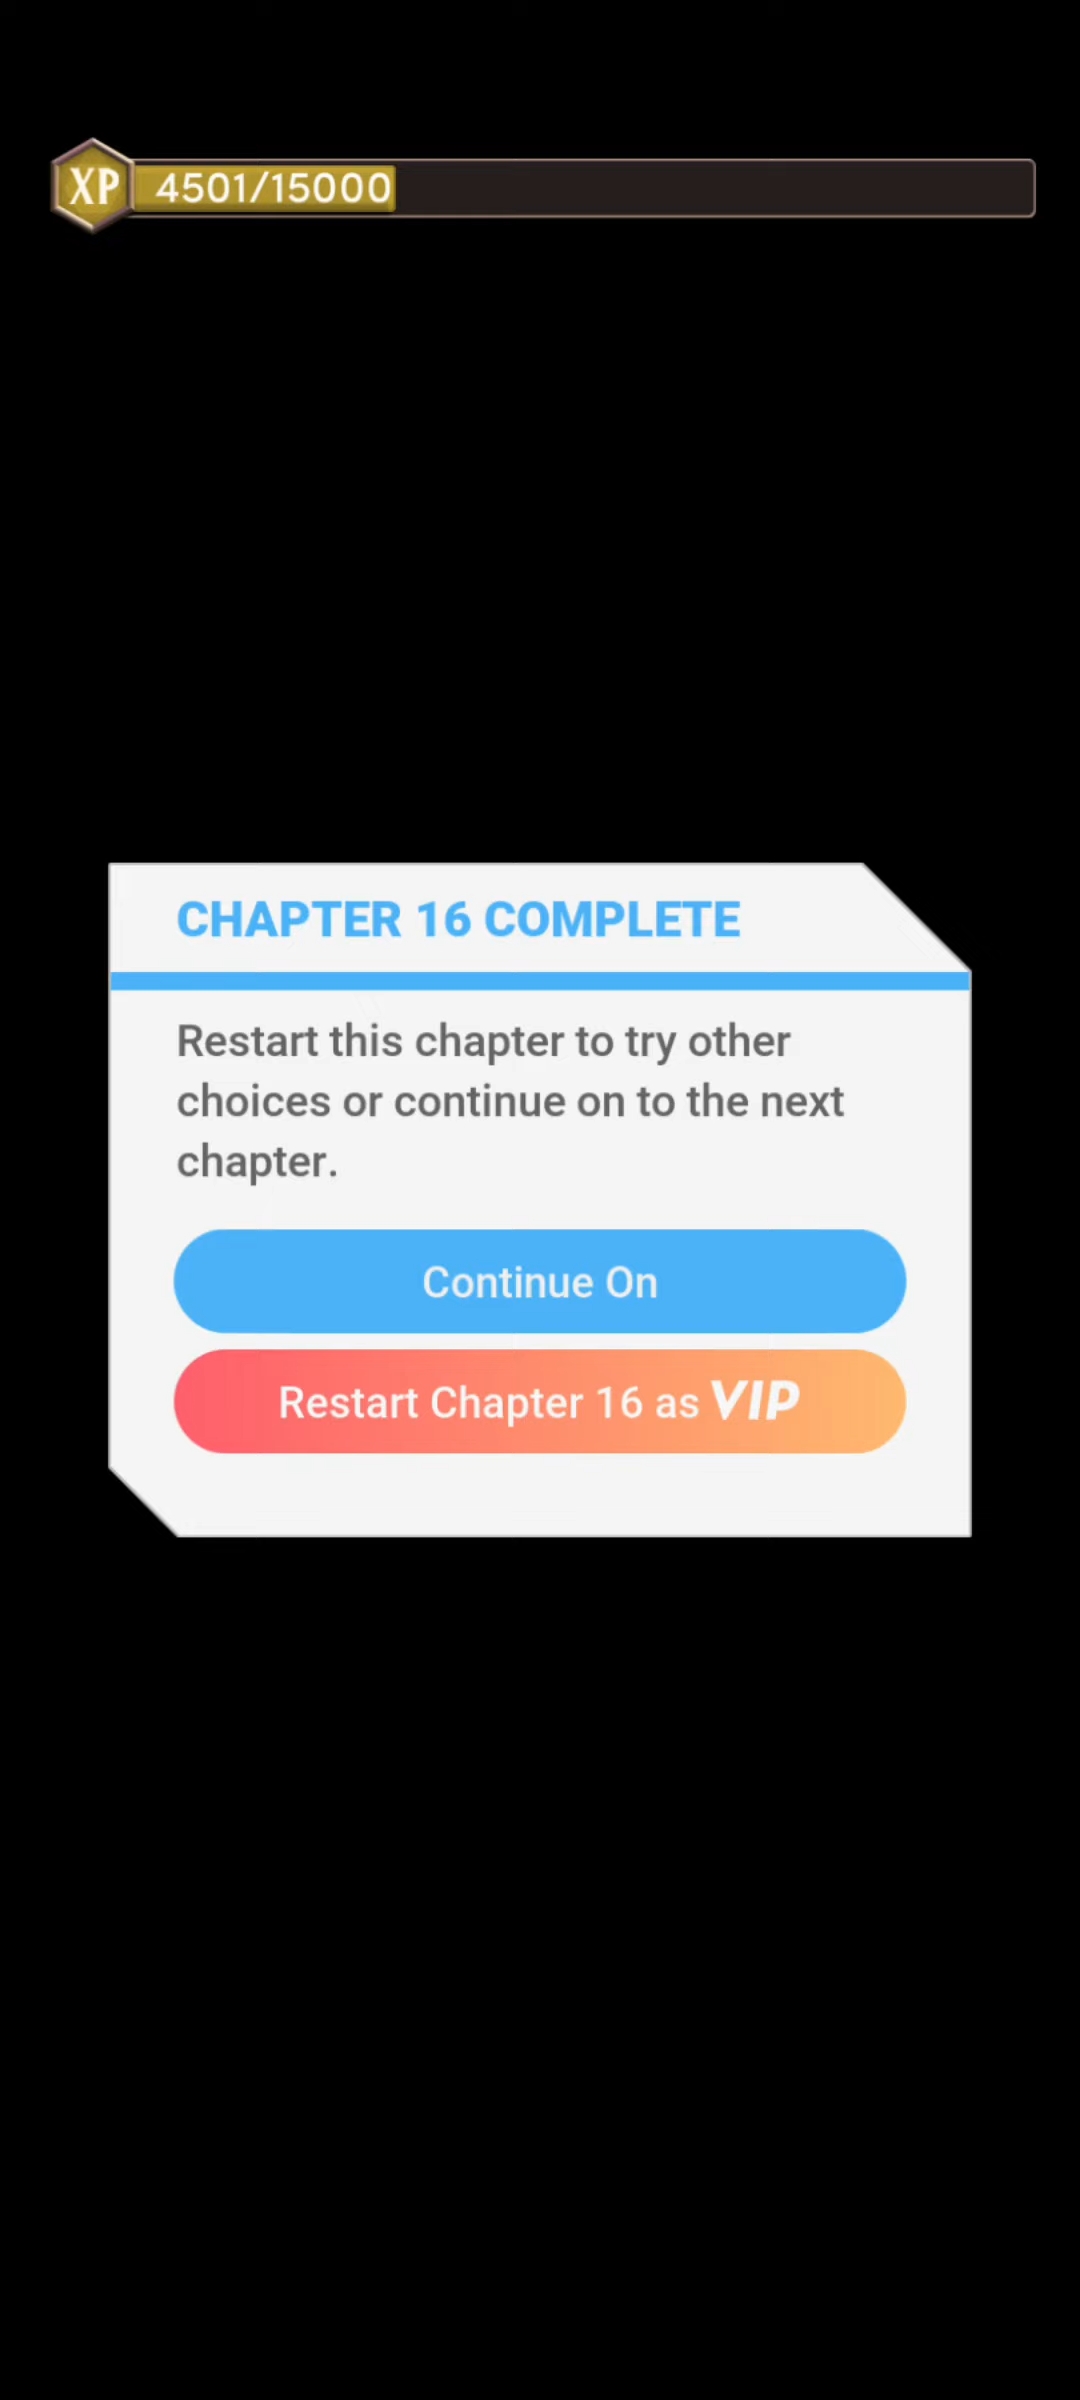 XP 4501/15000
CHAPTER 16 COMPLETE
Restart this chapter to try other
choices or continue on to the next
chapter.
Continue On
Restart Chapter 16 as VIP